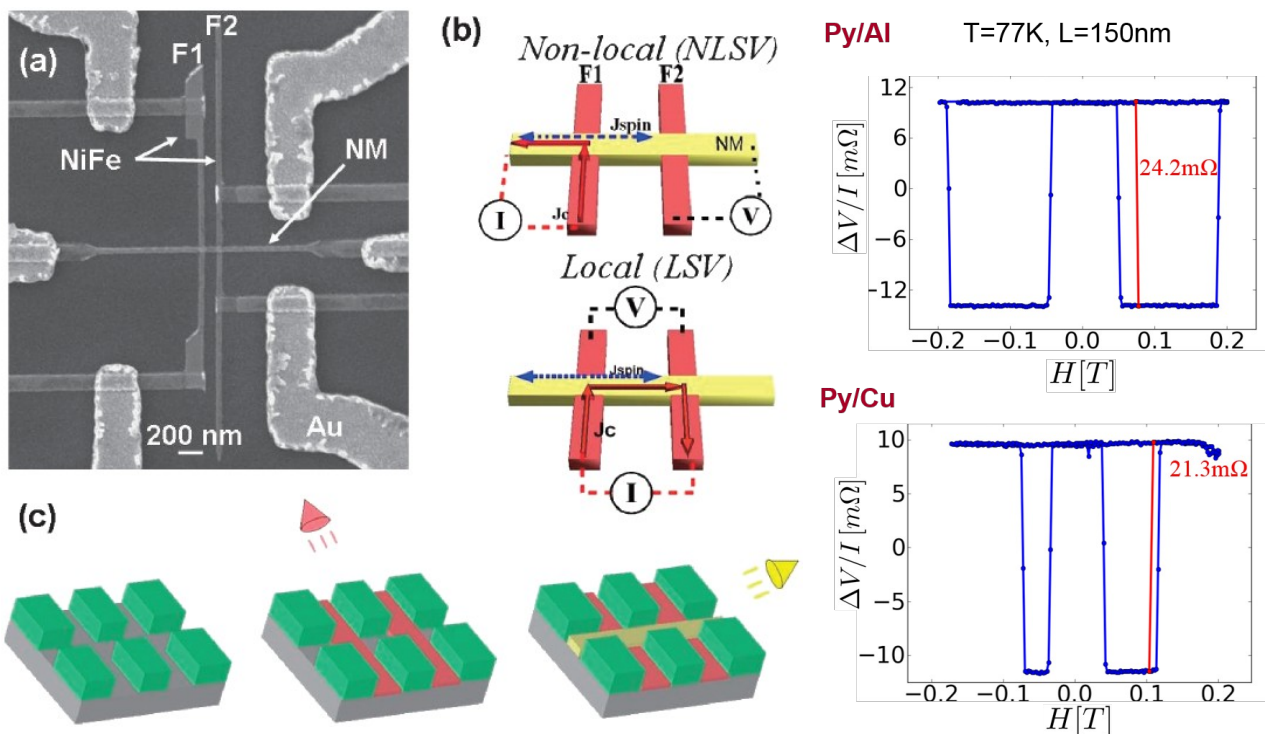 (a)
F1
F2
NiFe
NM
Au
200 nm
(b)
Non-local (NLSV)
F1 F2
Jspin
NM
I
Jc
V
Local (LSV)
V
Jspin
Jc
I
(c)
Py/Al T=77K, L=150nm
ΔV/I [mΩ]
12
6
0
−6
−12
24.2mΩ
−0.2 −0.1 0.0 0.1 0.2
H[T]
Py/Cu
ΔV/I [mΩ]
10
5
0
−5
−10
21.3mΩ
−0.2 −0.1 0.0 0.1 0.2
H[T]